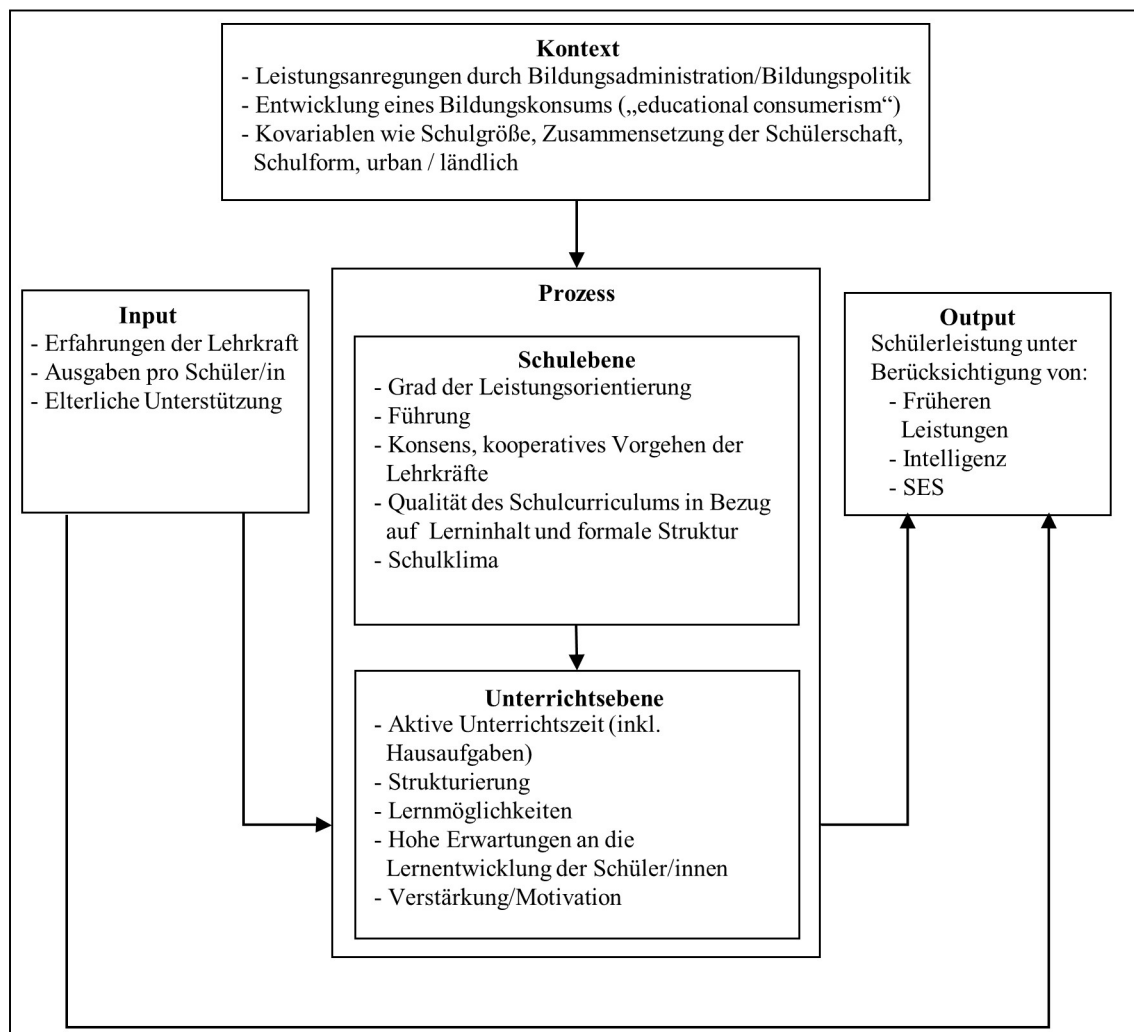 Kontext
- Leistungsanregungen durch Bildungsadministration/Bildungspolitik
- Entwicklung eines Bildungskonsums („educational consumerism“)
- Kovariablen wie Schulgröße, Zusammensetzung der Schülerschaft,
Schulform, urban / ländlich
Input
- Erfahrungen der Lehrkraft
- Ausgaben pro Schüler/in
- Elterliche Unterstützung
Prozess
Schulebene
- Grad der Leistungsorientierung
- Führung
- Konsens, kooperatives Vorgehen der
Lehrkräfte
- Qualität des Schulcurriculums in Bezug
auf Lerninhalt und formale Struktur
- Schulklima
Unterrichtsebene
- Aktive Unterrichtszeit (inkl.
Hausaufgaben)
- Strukturierung
- Lernmöglichkeiten
- Hohe Erwartungen an die
Lernentwicklung der Schüler/innen
- Verstärkung/Motivation
Output
Schülerleistung unter
Berücksichtigung von:
- Früheren
Leistungen
- Intelligenz
- SES